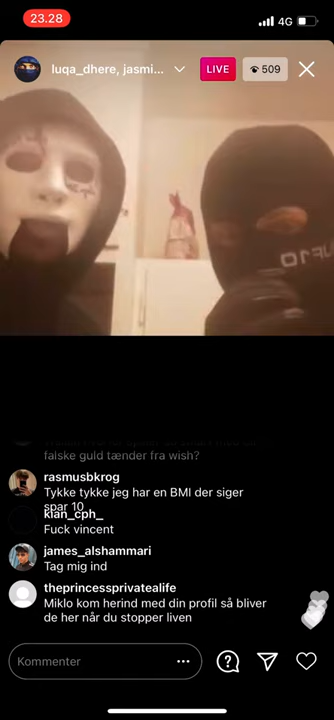 23.28
4G
luqa_dhere, jasmi...
LIVE
509
falske guld tænder fra wish?
rasmusbkrog
Tykke tykke jeg har en BMI der siger
spar 10
kian_cph_
Fuck vincent
james_alshammari
Tag mig ind
theprincessprivatealife
Miklo kom herind med din profil så bliver
de her når du stopper liven
Kommenter